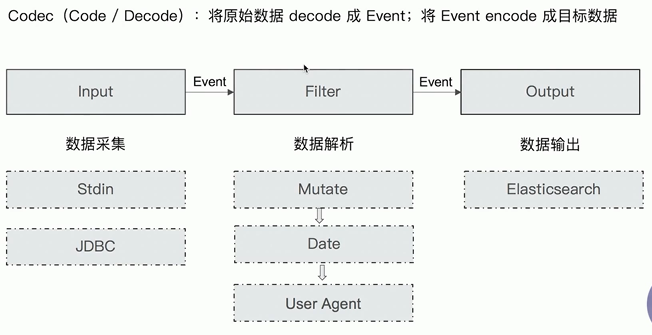 Codec（Code / Decode）：将原始数据 decode 成 Event；将 Event encode 成目标数据
Input
Event
Filter
Event
Output
数据采集
数据解析
数据输出
Stdin
Mutate
Elasticsearch
JDBC
Date
User Agent